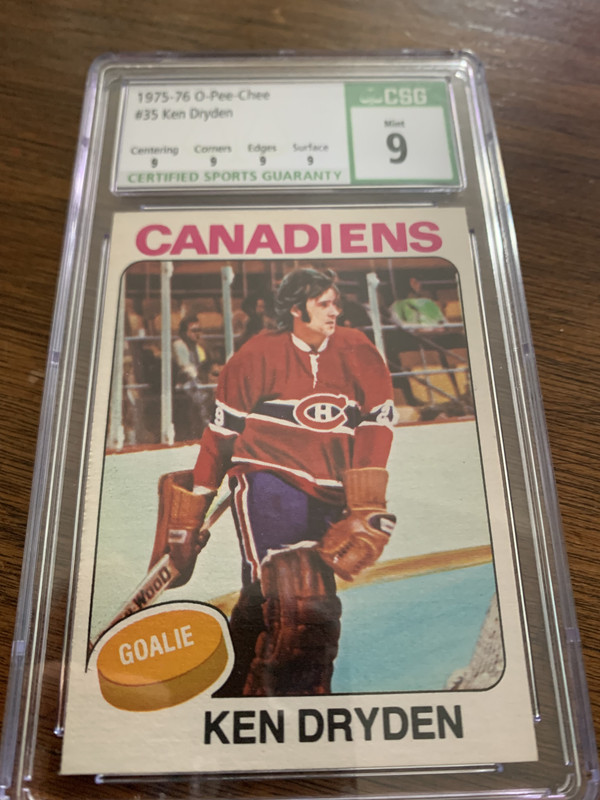 1975-76 O-Pee-Chee
#35 Ken Dryden
CSG
Mint
9
Centering Corners Edges Surface
9 9 9 9
CERTIFIED SPORTS GUARANTY
CANADIENS
CH
GOALIE
KEN DRYDEN